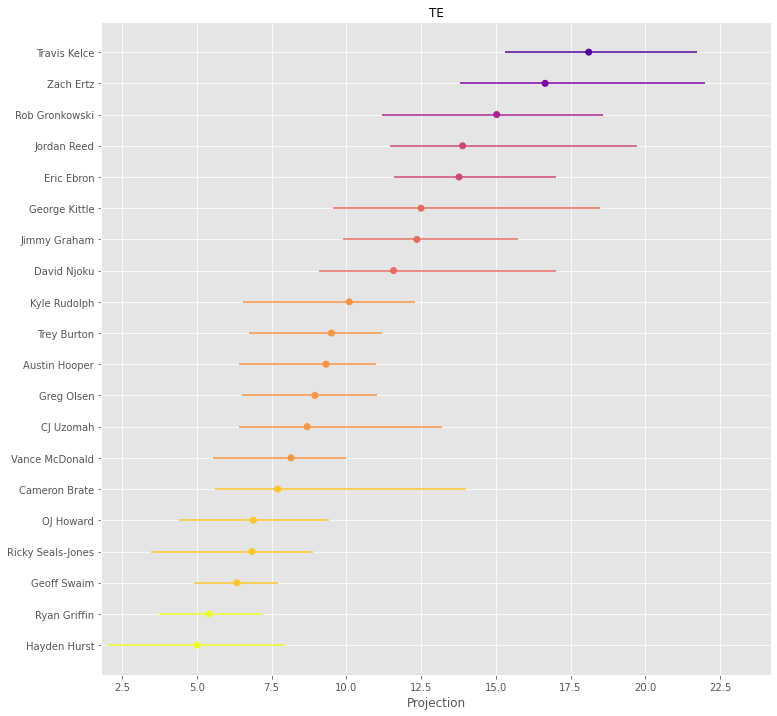 TE
Travis Kelce
Zach Ertz
Rob Gronkowski
Jordan Reed
Eric Ebron
George Kittle
Jimmy Graham
David Njoku
Kyle Rudolph
Trey Burton
Austin Hooper
Greg Olsen
CJ Uzomah
Vance McDonald
Cameron Brate
OJ Howard
Ricky Seals-Jones
Geoff Swaim
Ryan Griffin
Hayden Hurst
2.5 5.0 7.5 10.0 12.5 15.0 17.5 20.0 22.5
Projection